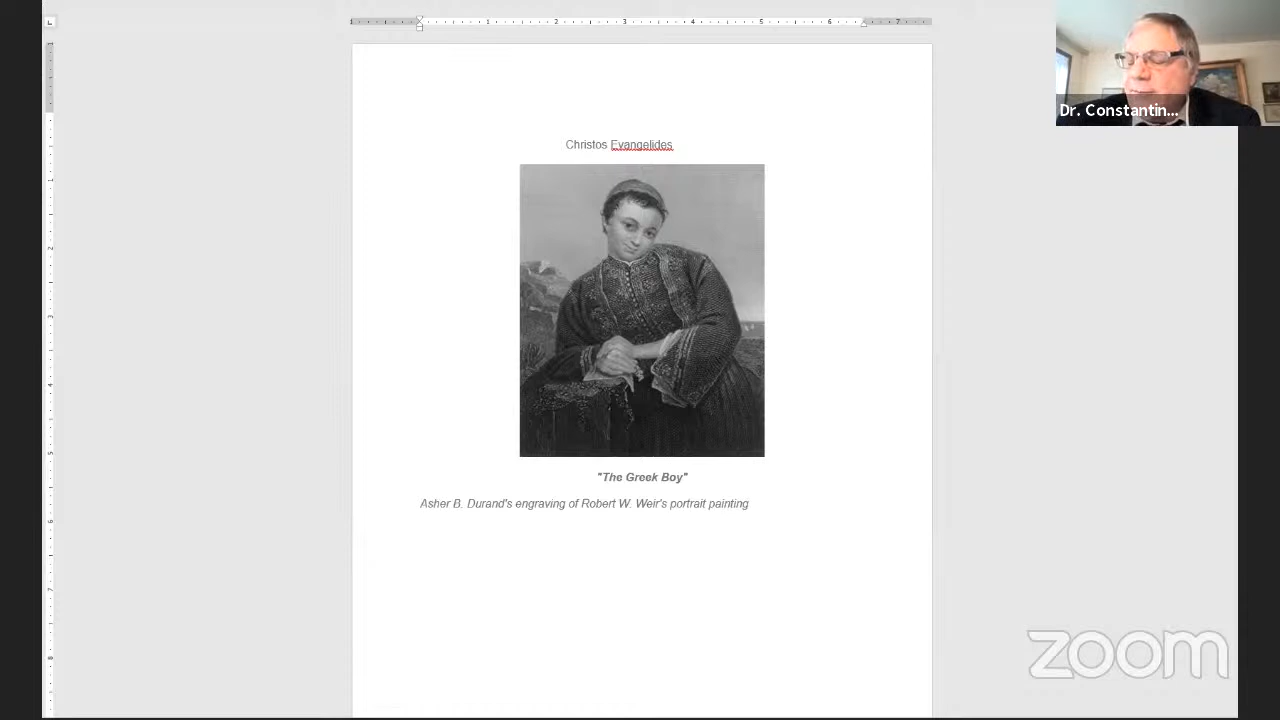 Dr. Constantin...
Christos Evangelides
"The Greek Boy"
Asher B. Durand's engraving of Robert W. Weir's portrait painting
zoom